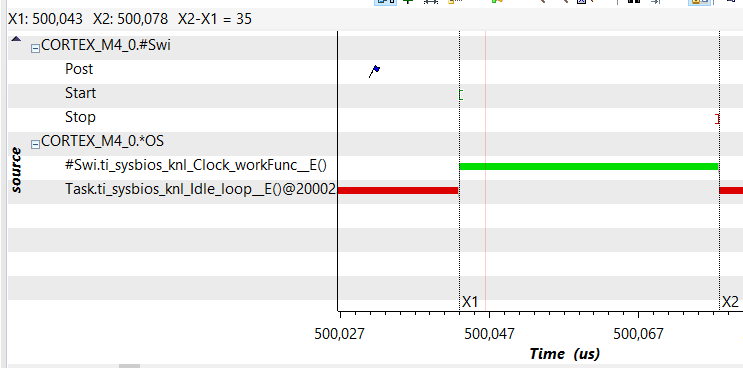 X1: 500,043 X2: 500,078 X2-X1 = 35
CORTEX_M4_0.#Swi
Post
Start
Stop
CORTEX_M4_0.*OS
#Swi.ti_sysbios_knl_Clock_workFunc__E()
Task.ti_sysbios_knl_Idle_loop__E()@20002
source
X1
X2
500,027
500,047
500,067
Time (us)